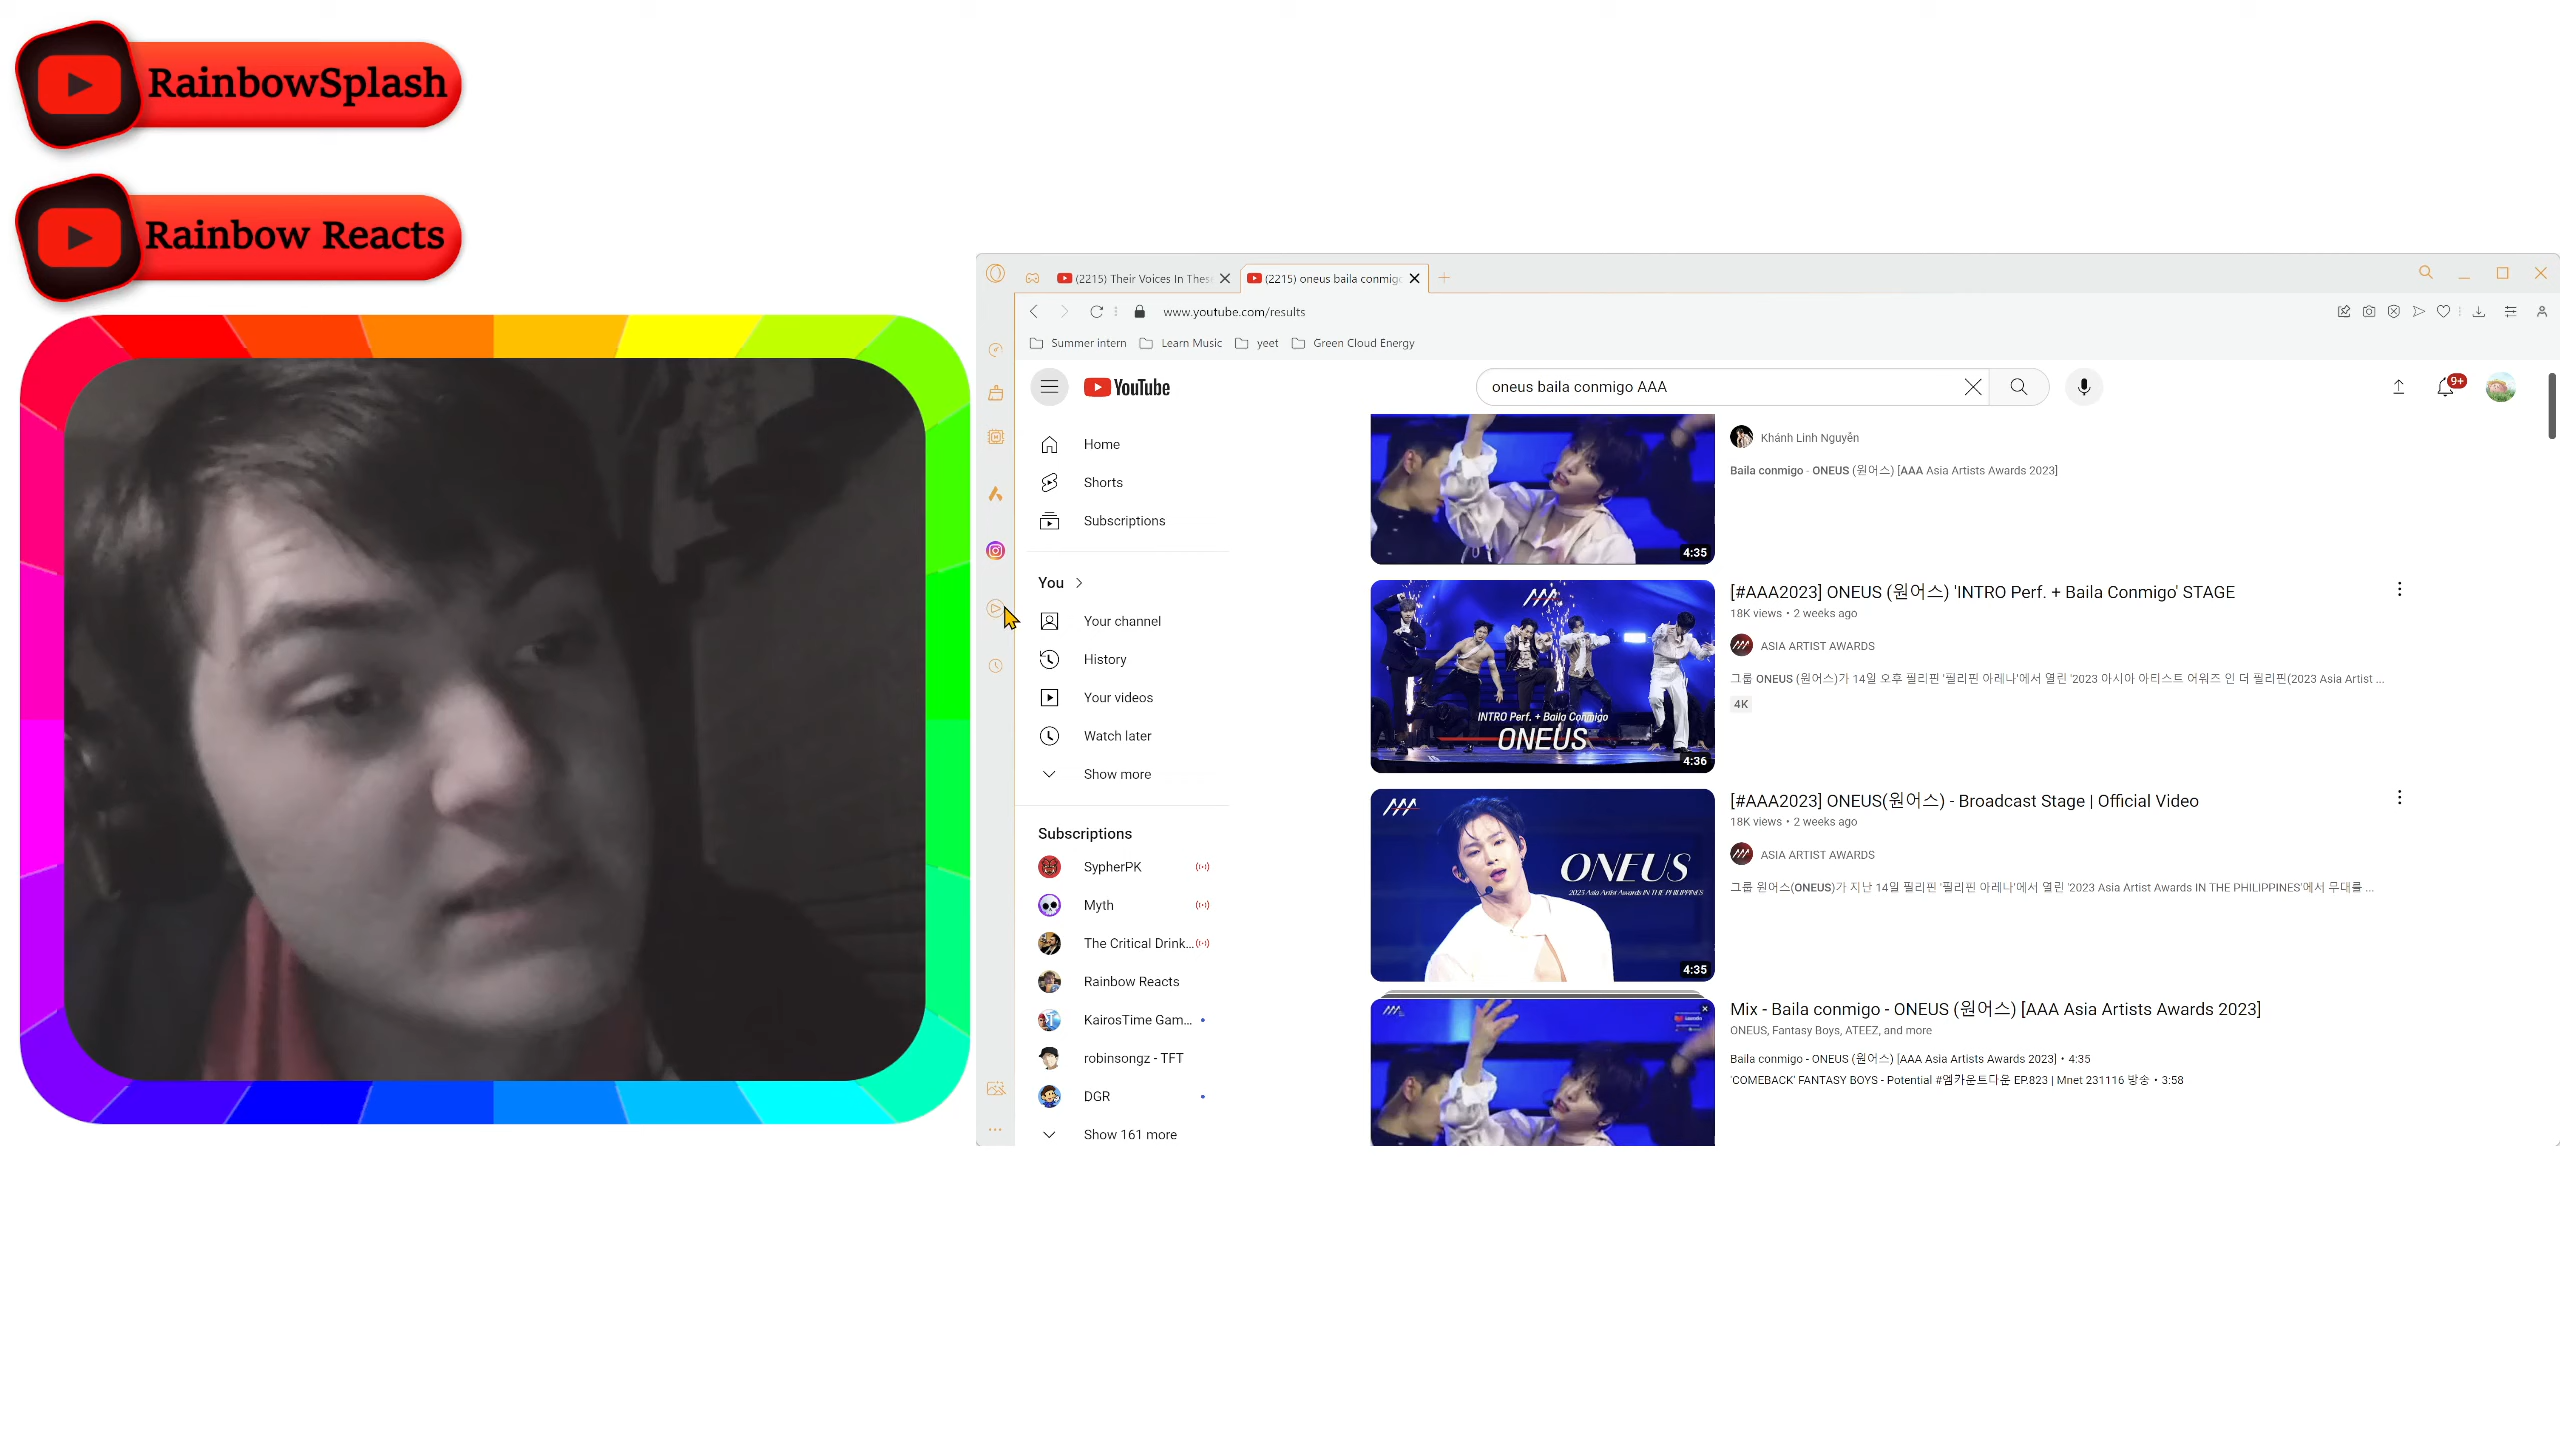 RainbowSplash
Rainbow Reacts
(2215) Their Voices In Thes
(2215) oneus baila conmig
www.youtube.com/results
Summer intern
Learn Music
yeet
Green Cloud Energy
YouTube
oneus baila conmigo AAA
9+
Home
Shorts
Subscriptions
You
Your channel
History
Your videos
Watch later
Show more
Subscriptions
SypherPK
Myth
The Critical Drink...
Rainbow Reacts
KairosTime Gam...
robinsongz - TFT
DGR
Show 161 more
4:35
Khánh Linh Nguyễn
Baila conmigo - ONEUS (원어스) [AAA Asia Artists Awards 2023]
AAA
INTRO Perf. + Baila Conmigo
ONEUS
4:36
[#AAA2023] ONEUS (원어스) 'INTRO Perf. + Baila Conmigo' STAGE
18K views • 2 weeks ago
ASIA ARTIST AWARDS
그룹 ONEUS (원어스)가 14일 오후 필리핀 '필리핀 아레나'에서 열린 '2023 아시아 아티스트 어워즈 인 더 필리핀(2023 Asia Artist ...
4K
AAA
ONEUS
2023 Asia Artist Awards IN THE PHILIPPINES
4:35
[#AAA2023] ONEUS(원어스) - Broadcast Stage | Official Video
18K views • 2 weeks ago
ASIA ARTIST AWARDS
그룹 원어스(ONEUS)가 지난 14일 필리핀 '필리핀 아레나'에서 열린 '2023 Asia Artist Awards IN THE PHILIPPINES'에서 무대를 ...
AAA
Mix - Baila conmigo - ONEUS (원어스) [AAA Asia Artists Awards 2023]
ONEUS, Fantasy Boys, ATEEZ, and more
Baila conmigo - ONEUS (원어스) [AAA Asia Artists Awards 2023] • 4:35
'COMEBACK' FANTASY BOYS - Potential #엠카운트다운 EP.823 | Mnet 231116 방송 • 3:58